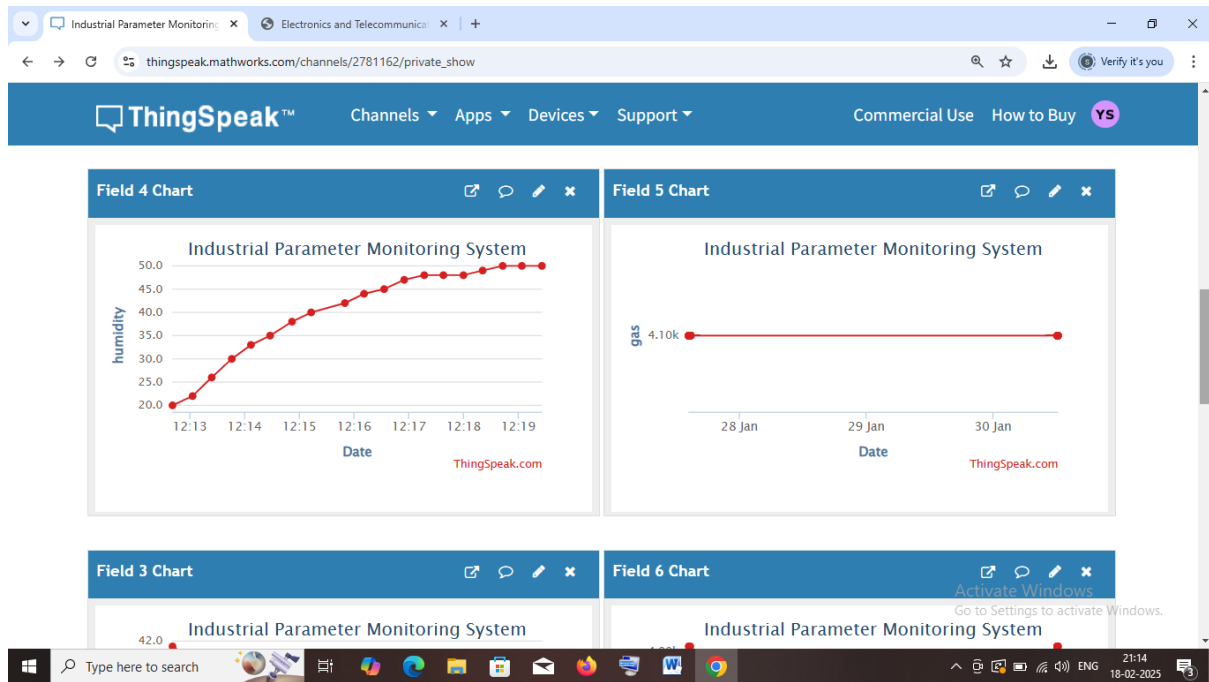 Industrial Parameter Monitoring
Electronics and Telecommunicat
thingspeak.mathworks.com/channels/2781162/private_show
Verify it's you
ThingSpeak™
Channels
Apps
Devices
Support
Commercial Use
How to Buy
YS
Field 4 Chart
Industrial Parameter Monitoring System
50.0
45.0
40.0
35.0
30.0
25.0
20.0
humidity
12:13 12:14 12:15 12:16 12:17 12:18 12:19
Date
ThingSpeak.com
Field 5 Chart
Industrial Parameter Monitoring System
gas
4.10k
28 Jan 29 Jan 30 Jan
Date
ThingSpeak.com
Field 3 Chart
Industrial Parameter Monitoring System
42.0
Field 6 Chart
Industrial Parameter Monitoring System
Activate Windows
Go to Settings to activate Windows.
Type here to search
ENG
21:14
18-02-2025
3